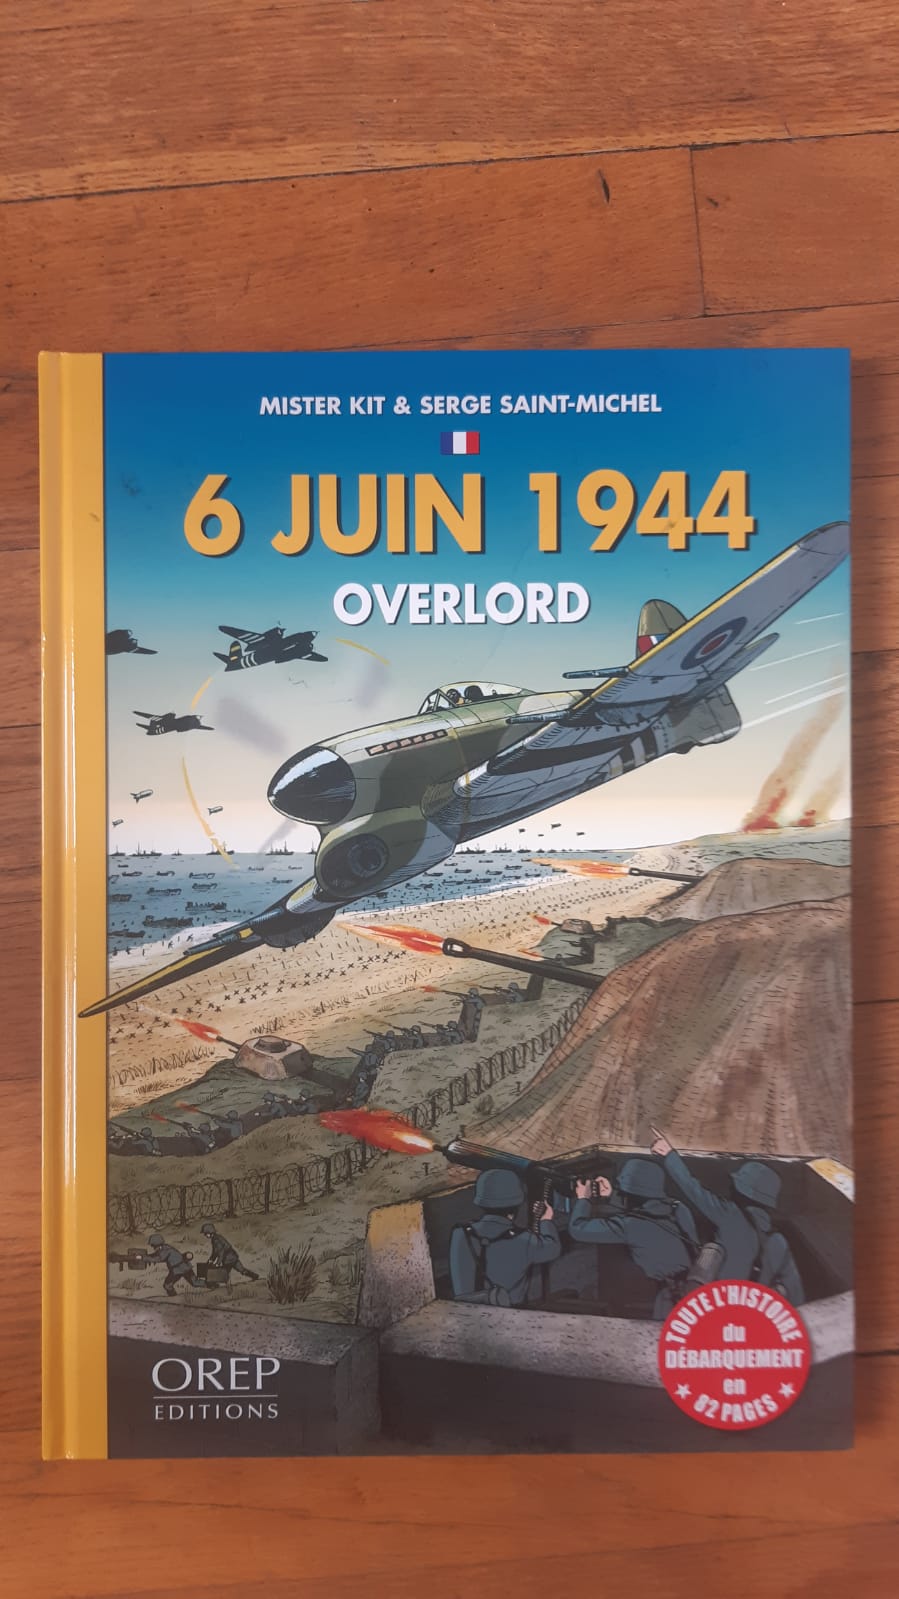 MISTER KIT & SERGE SAINT-MICHEL
6 JUIN 1944
OVERLORD
TOUTE L'HISTOIRE
du
DÉBARQUEMENT
en
82 PAGES
OREP
EDITIONS